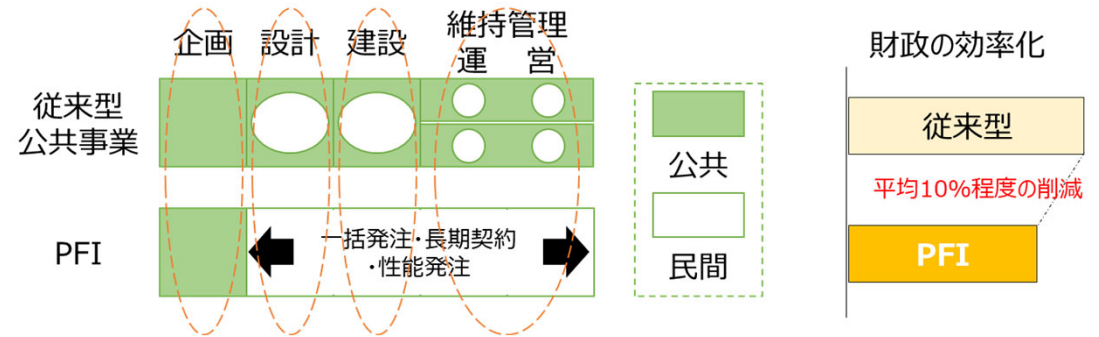 企画
設計
建設
維持管理
運 営
従来型
公共事業
PFI
一括発注・長期契約
・性能発注
公共
民間
財政の効率化
従来型
平均10%程度の削減
PFI